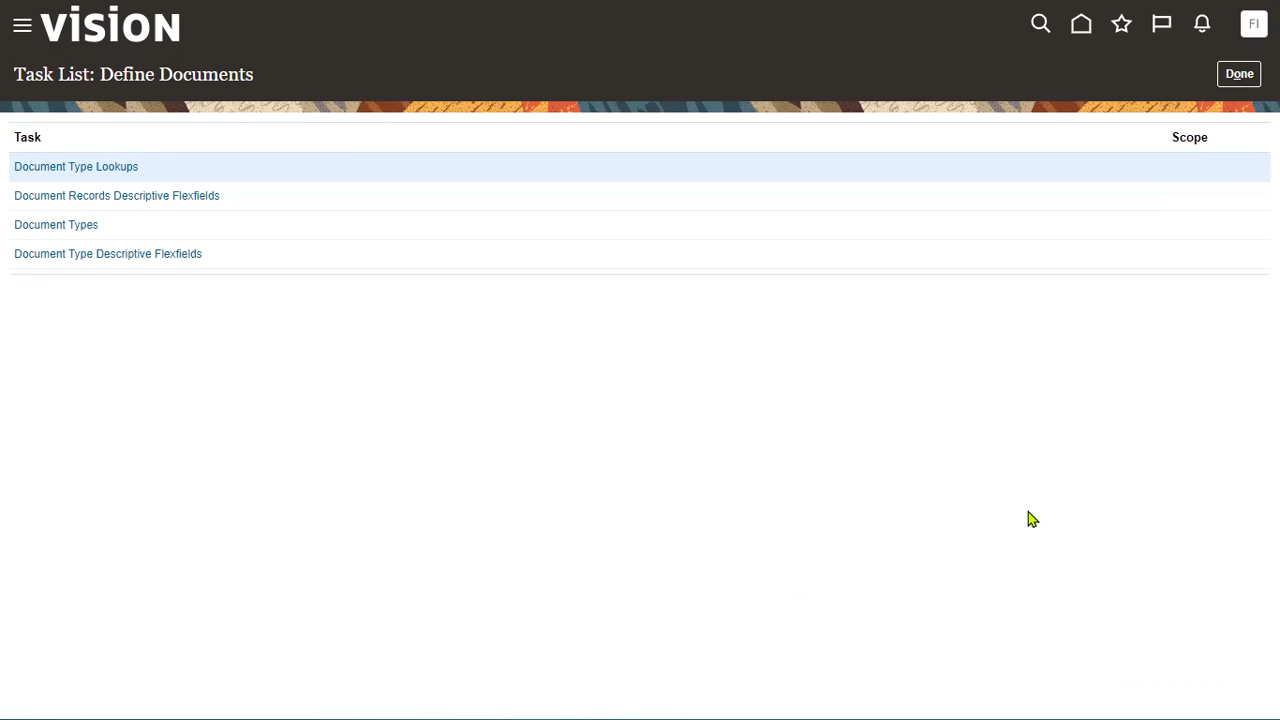 vision
FI
Task List: Define Documents
Done
Task Scope
Document Type Lookups
Document Records Descriptive Flexfields
Document Types
Document Type Descriptive Flexfields